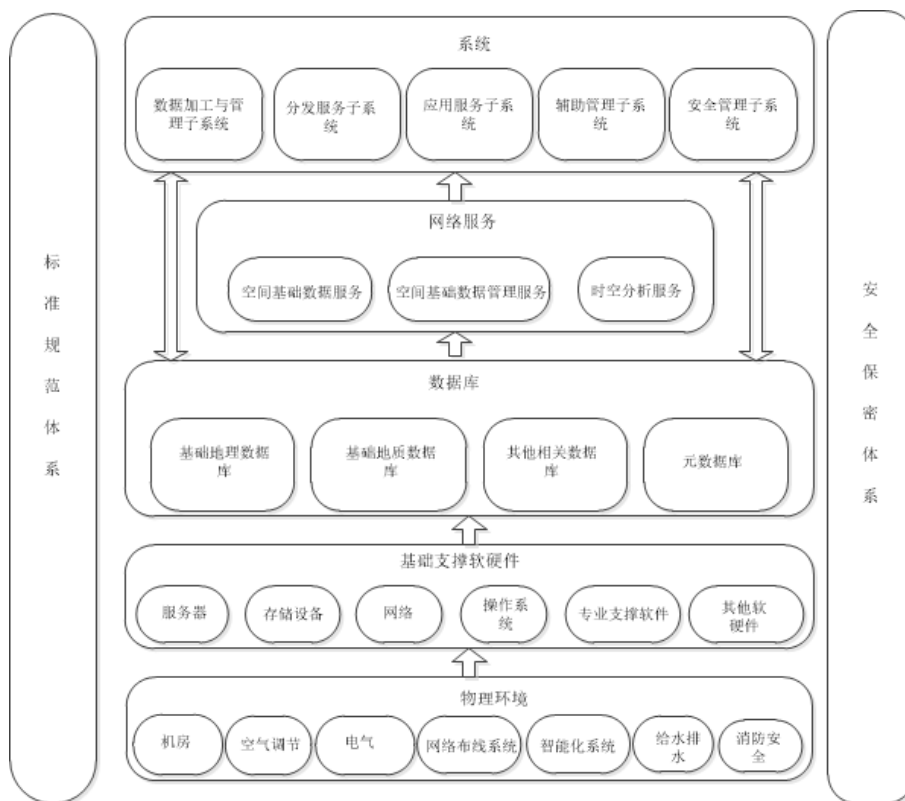 标准规范体系
系统
数据加工与管
理子系统
分发服务子系
统
应用服务子系
统
辅助管理子系
统
安全管理子系
统
网络服务
空间基础数据服务
空间基础数据管理服务
时空分析服务
数据库
基础地理数据
库
基础地质数据
库
其他相关数据
库
元数据库
基础支撑软硬件
服务器
存储设备
网络
操作系
统
专业支撑软件
其他软
硬件
物理环境
机房
空气调节
电气
网络布线系统
智能化系统
给水排
水
消防安
全
安全保密体系